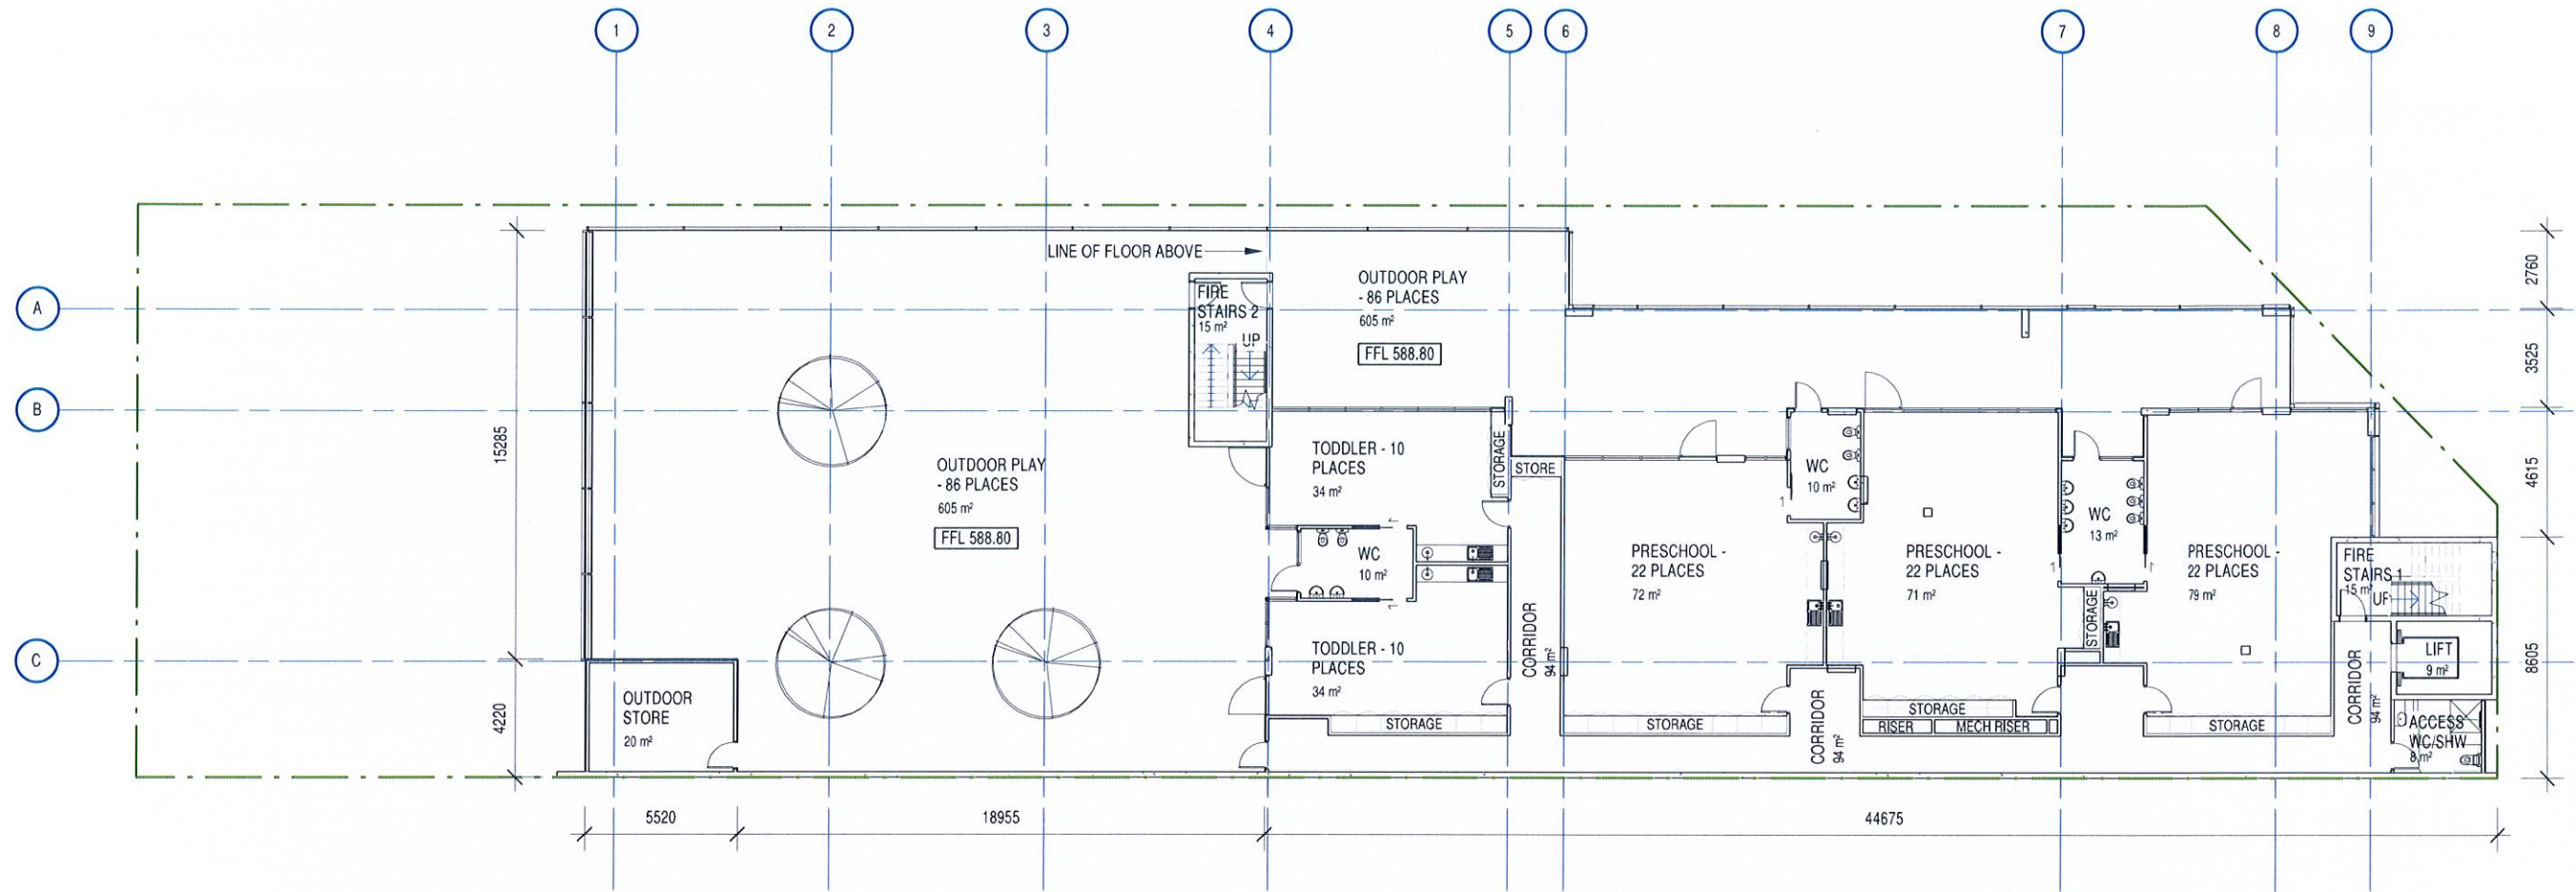 1
2
3
4
5
6
7
8
9
A
B
C
LINE OF FLOOR ABOVE
OUTDOOR PLAY
- 86 PLACES
605 m²
FFL 588.80
FIRE
STAIRS 2
15 m²
UP
2760
3525
4615
8605
15285
4220
OUTDOOR PLAY
- 86 PLACES
605 m²
FFL 588.80
TODDLER - 10
PLACES
34 m²
STORAGE
STORE
WC
10 m²
TODDLER - 10
PLACES
34 m²
STORAGE
CORRIDOR
94 m²
PRESCHOOL -
22 PLACES
72 m²
STORAGE
WC
10 m²
CORRIDOR
94 m²
PRESCHOOL -
22 PLACES
71 m²
STORAGE
RISER
MECH RISER
WC
13 m²
STORAGE
PRESCHOOL -
22 PLACES
79 m²
STORAGE
FIRE
STAIRS 1
15 m²
UP
LIFT
9 m²
CORRIDOR
94 m²
ACCESS
WC/SHW
8 m²
OUTDOOR
STORE
20 m²
5520
18955
44675